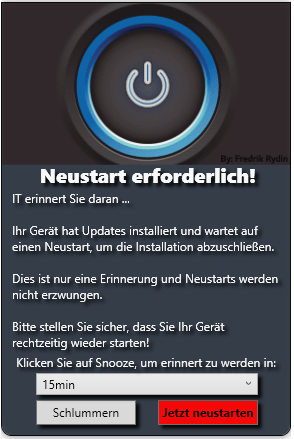 By: Fredrik Rydin
Neustart erforderlich!
IT erinnert Sie daran ...
Ihr Gerät hat Updates installiert und wartet auf
einen Neustart, um die Installation abzuschließen.
Dies ist nur eine Erinnerung und Neustarts werden
nicht erzwungen.
Bitte stellen Sie sicher, dass Sie Ihr Gerät
rechtzeitig wieder starten!
Klicken Sie auf Snooze, um erinnert zu werden in:
15min
Schlummern
Jetzt neustarten